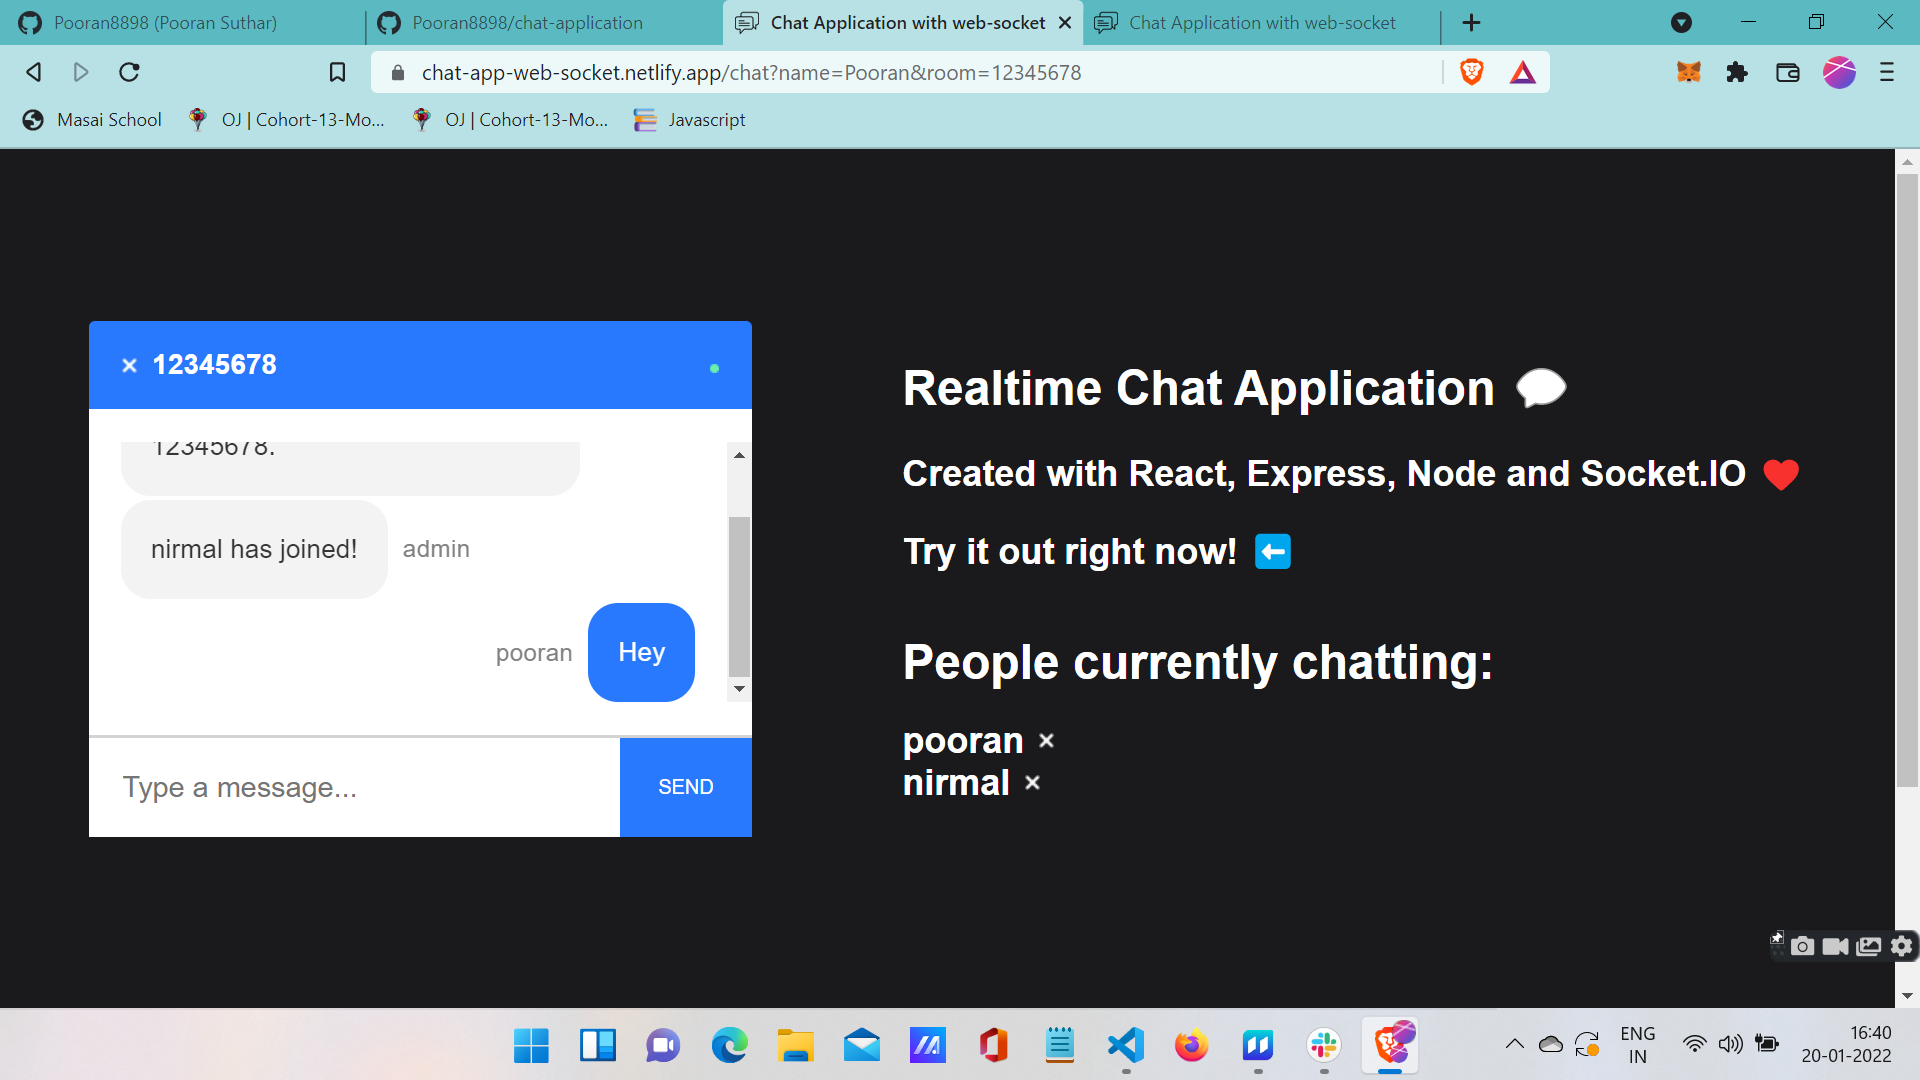 Pooran8898 (Pooran Suthar)
Pooran8898/chat-application
Chat Application with web-socket
Chat Application with web-socket
chat-app-web-socket.netlify.app/chat?name=Pooran&room=12345678
Masai School
OJ | Cohort-13-Mo...
OJ | Cohort-13-Mo...
Javascript
12345678
12345678.
nirmal has joined!
admin
pooran
Hey
Type a message...
SEND
Realtime Chat Application
Created with React, Express, Node and Socket.IO
Try it out right now!
People currently chatting:
pooran
nirmal
ENG
IN
16:40
20-01-2022